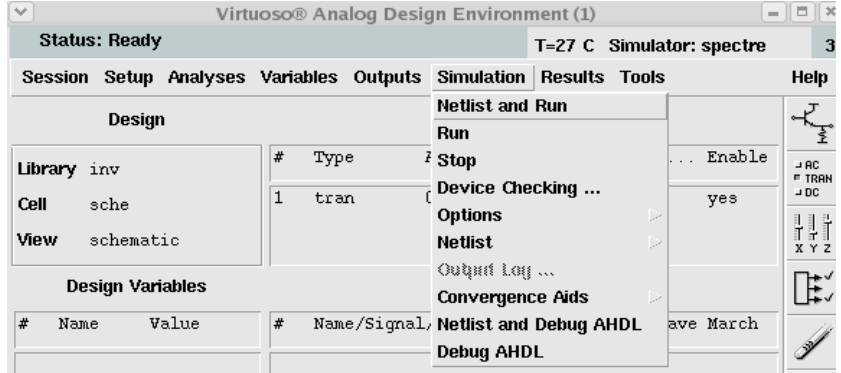 Virtuoso® Analog Design Environment (1)
Status: Ready T=27 C Simulator: spectre 3
Session Setup Analyses Variables Outputs Simulation Results Tools Help
Design
Netlist and Run
Run
Library inv
# Type
Stop
... Enable
AC
TRAN
DC
Cell sche
1 tran
Device Checking ...
yes
Options
View schematic
Netlist
X Y Z
Output Log ...
Design Variables
Convergence Aids
# Name Value
# Name/Signal/
Netlist and Debug AHDL
ave March
Debug AHDL